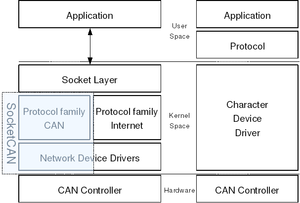 Application
User
Space
Application
Protocol
Socket Layer
SocketCAN
Protocol family
CAN
Protocol family
Internet
Kernel
Space
Character
Device
Driver
Network Device Drivers
CAN Controller
Hardware
CAN Controller